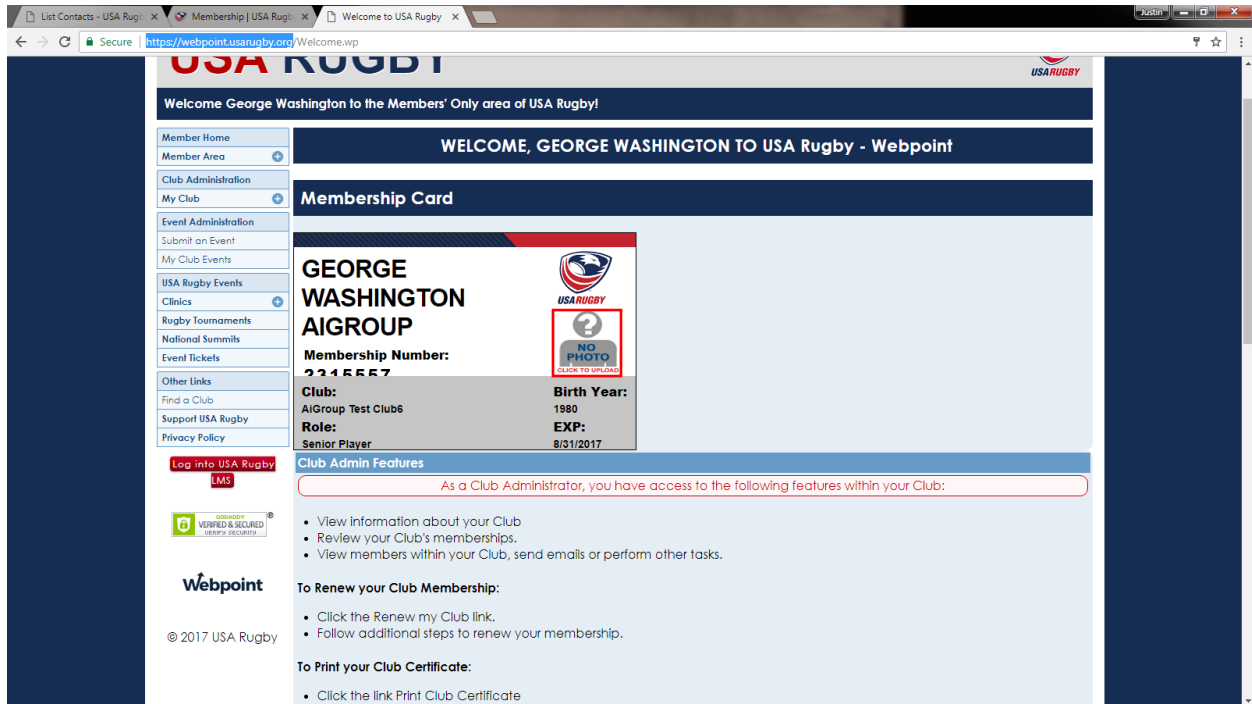 List Contacts - USA Rugb
Membership | USA Rugb
Welcome to USA Rugby
Justin
Secure
https://webpoint.usarugby.org/Welcome.wp
USA RUGBY
USARUGBY
Welcome George Washington to the Members' Only area of USA Rugby!
Member Home
Member Area
Club Administration
My Club
Event Administration
Submit an Event
My Club Events
USA Rugby Events
Clinics
Rugby Tournaments
National Summits
Event Tickets
Other Links
Find a Club
Support USA Rugby
Privacy Policy
Log into USA Rugby
LMS
GODADDY
VERIFIED & SECURED
VERIFY SECURITY
®
Webpoint
© 2017 USA Rugby
WELCOME, GEORGE WASHINGTON TO USA Rugby - Webpoint
Membership Card
GEORGE
WASHINGTON
AIGROUP
USARUGBY
?
NO
PHOTO
CLICK TO UPLOAD
Membership Number:
2315557
Club:
AiGroup Test Club6
Birth Year:
1980
Role:
Senior Player
EXP:
8/31/2017
Club Admin Features
As a Club Administrator, you have access to the following features within your Club:
• View information about your Club
• Review your Club's memberships.
• View members within your Club, send emails or perform other tasks.
To Renew your Club Membership:
• Click the Renew my Club link.
• Follow additional steps to renew your membership.
To Print your Club Certificate:
• Click the link Print Club Certificate